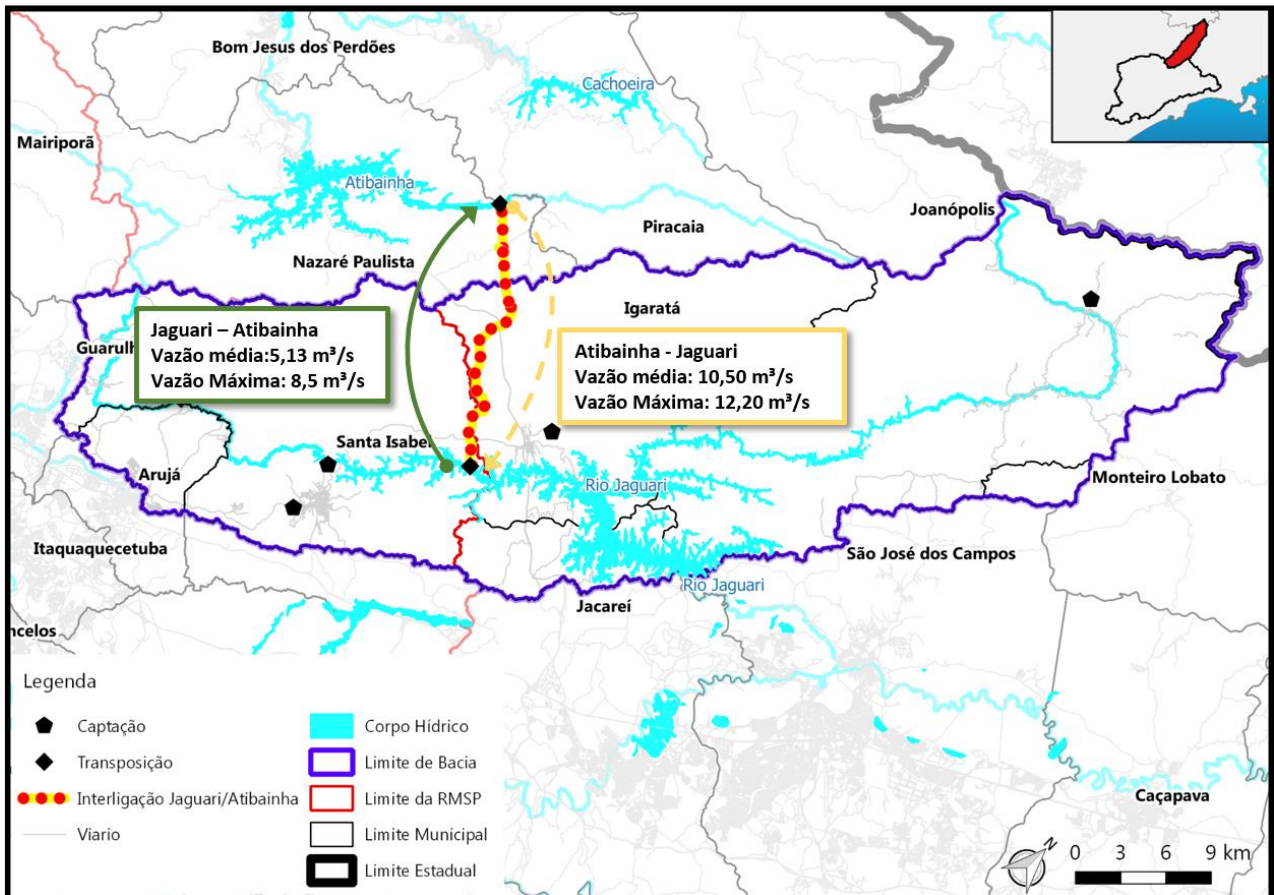 Bom Jesus dos Perdões
Cachoeira
Mairiporã
Atibainha
Joanópolis
Piracaia
Nazaré Paulista
Igaratá
Jaguari – Atibainha
Vazão média:5,13 m³/s
Vazão Máxima: 8,5 m³/s
Guarulh
Atibainha - Jaguari
Vazão média: 10,50 m³/s
Vazão Máxima: 12,20 m³/s
Santa Isabel
Arujá
Rio Jaguari
Monteiro Lobato
Itaquaquecetuba
São José dos Campos
Rio Jaguari
Jacareí
ncelos
Legenda
Captação
Transposição
Interligação Jaguari/Atibainha
Viario
Corpo Hídrico
Limite de Bacia
Limite da RMSP
Limite Municipal
Limite Estadual
Caçapava
N
0 3 6 9 km